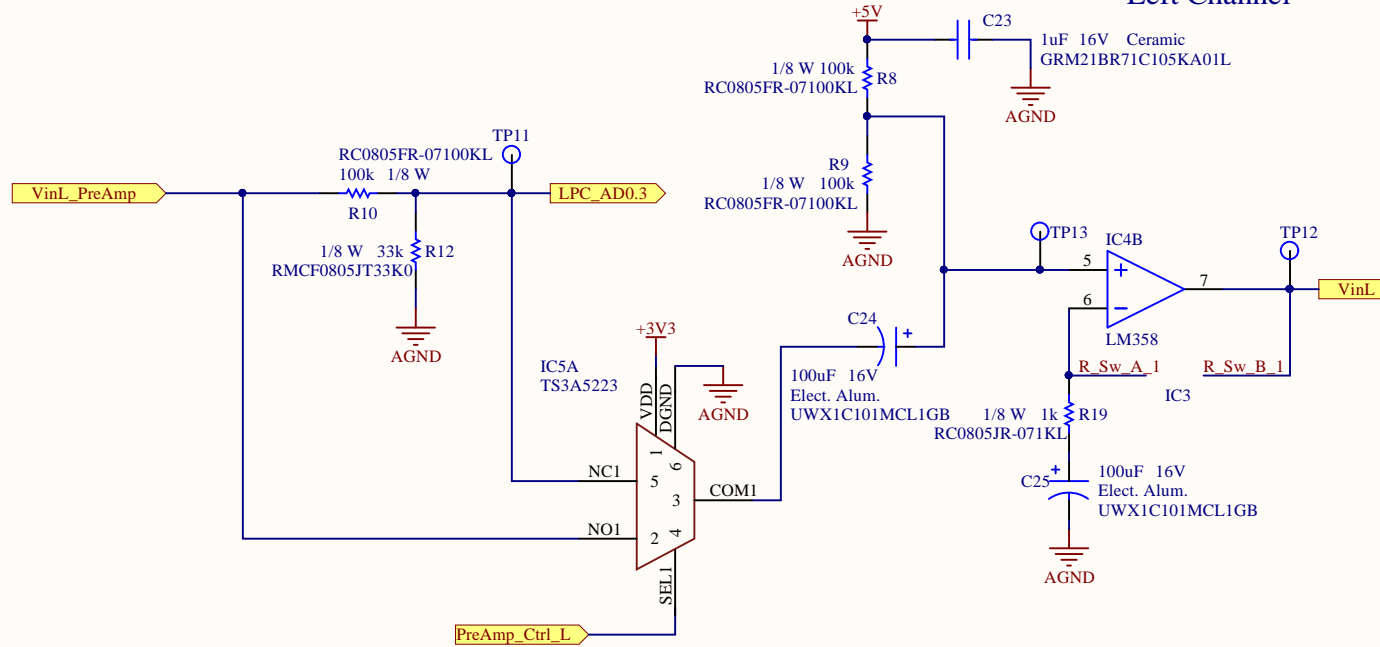 Left Channel
+5V
C23
1uF 16V Ceramic
GRM21BR71C105KA01L
AGND
1/8 W 100k
RC0805FR-07100KL
R8
R9
1/8 W 100k
RC0805FR-07100KL
AGND
TP11
RC0805FR-07100KL
100k 1/8 W
VinL_PreAmp
LPC_AD0.3
R10
1/8 W 33k R12
RMCF0805JT33K0
AGND
TP13
IC4B
TP12
5
+
6
−
7
VinL
LM358
R_Sw_A_1
R_Sw_B_1
IC3
C24
+
100uF 16V
Elect. Alum.
UWX1C101MCL1GB
+3V3
IC5A
TS3A5223
VDD
DGND
AGND
1
6
NC1
5
3
COM1
NO1
2
4
SEL1
PreAmp_Ctrl_L
1/8 W 1k R19
RC0805JR-071KL
+
C25
100uF 16V
Elect. Alum.
UWX1C101MCL1GB
AGND